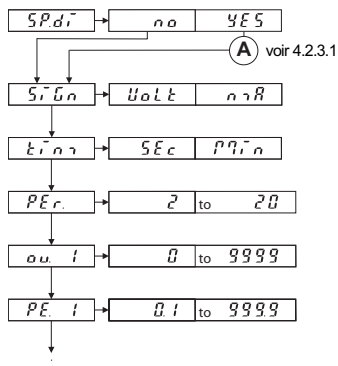 SP.di no YES
A voir 4.2.3.1
SiGn VoLt mA
timn SEc Min
PEr. 2 to 20
ou. 1 0 to 9999
PE. 1 0.1 to 999.9